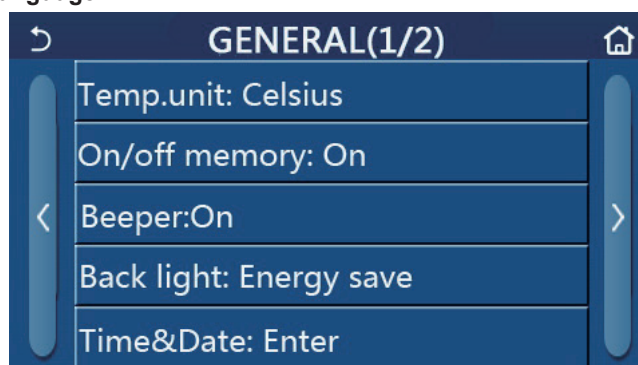 GENERAL(1/2)
Temp.unit: Celsius
On/off memory: On
Beeper:On
Back light: Energy save
Time&Date: Enter